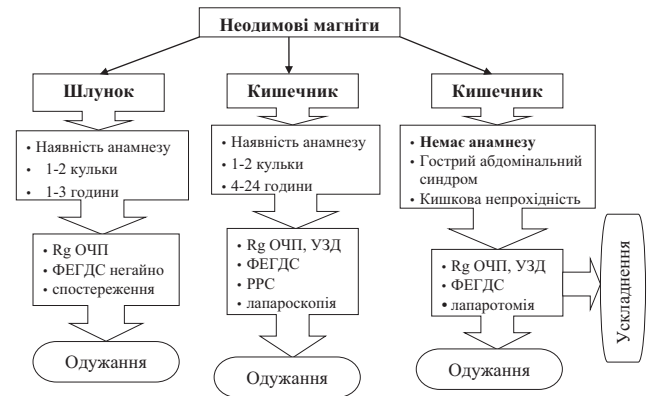 Неодимові магніти
Шлунок
• Наявність анамнезу
• 1-2 кульки
• 1-3 години
• Rg ОЧП
• ФЕГДС негайно
• спостереження
Одужання
Кишечник
• Наявність анамнезу
• 1-2 кульки
• 4-24 години
• Rg ОЧП, УЗД
• ФЕГДС
• РРС
• лапароскопія
Одужання
Кишечник
• Немає анамнезу
• Гострий абдомінальний
синдром
• Кишкова непрохідність
• Rg ОЧП, УЗД
• ФЕГДС
• лапаротомія
Одужання
Ускладнення